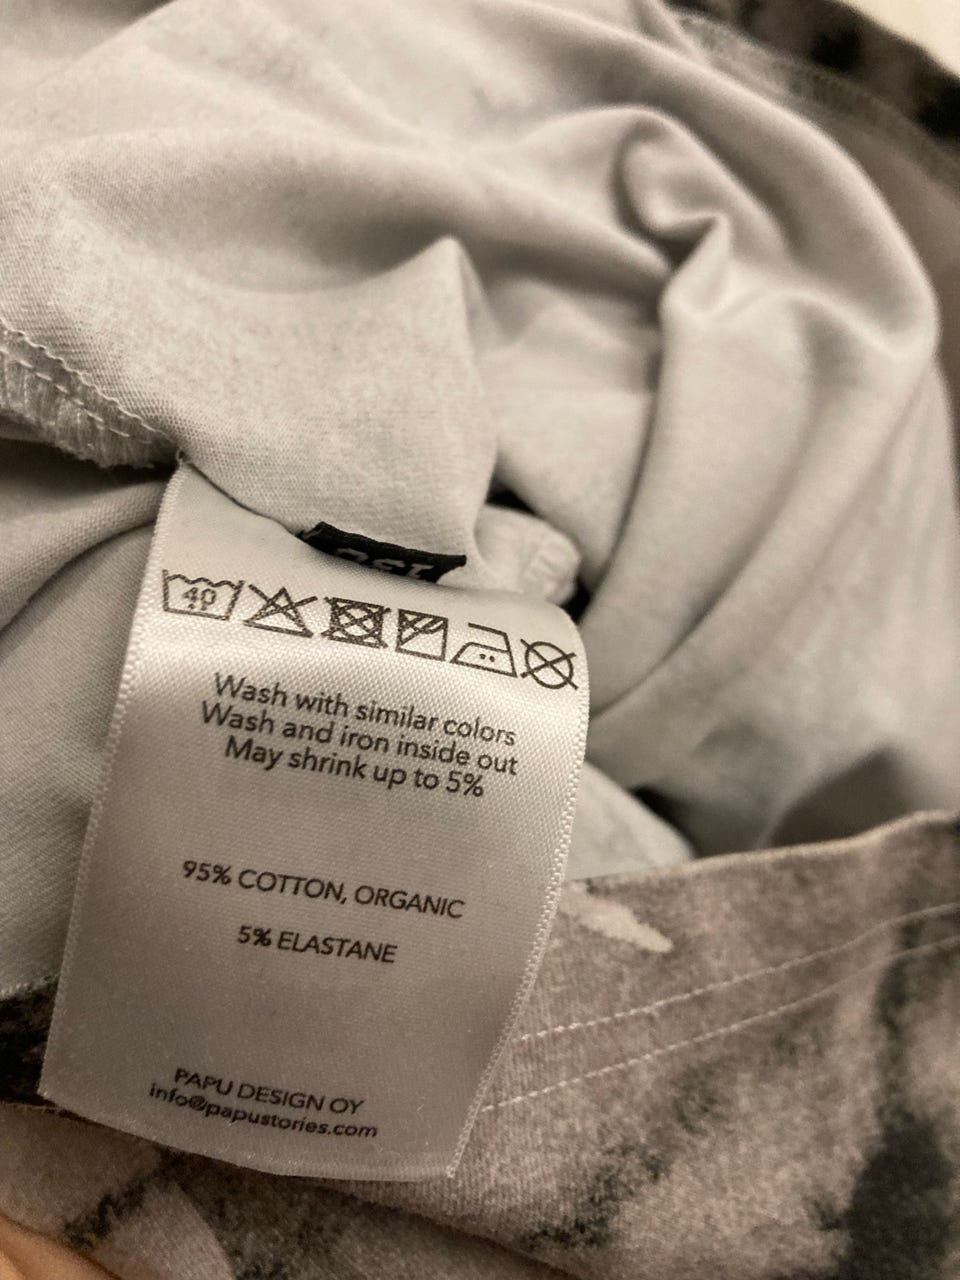 40
Wash with similar colors
Wash and iron inside out
May shrink up to 5%
95% COTTON, ORGANIC
5% ELASTANE
PAPU DESIGN OY
info@papustories.com